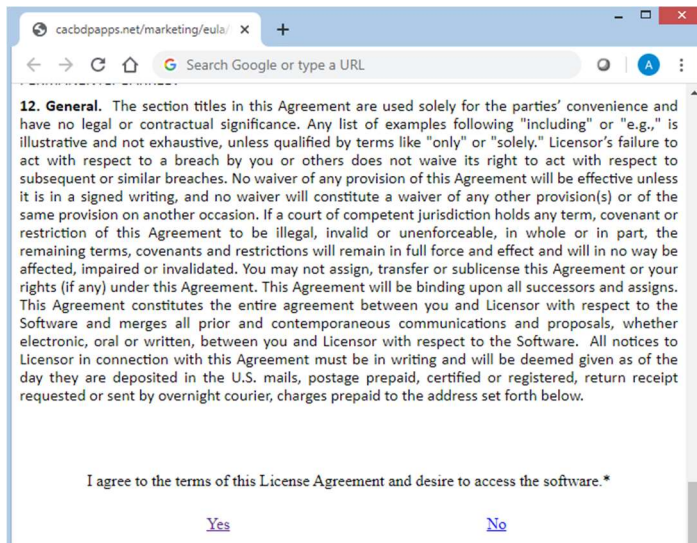 cacbdpapps.net/marketing/eula/
Search Google or type a URL
A
12. General. The section titles in this Agreement are used solely for the parties' convenience and
have no legal or contractual significance. Any list of examples following "including" or "e.g.," is
illustrative and not exhaustive, unless qualified by terms like "only" or "solely." Licensor's failure to
act with respect to a breach by you or others does not waive its right to act with respect to
subsequent or similar breaches. No waiver of any provision of this Agreement will be effective unless
it is in a signed writing, and no waiver will constitute a waiver of any other provision(s) or of the
same provision on another occasion. If a court of competent jurisdiction holds any term, covenant or
restriction of this Agreement to be illegal, invalid or unenforceable, in whole or in part, the
remaining terms, covenants and restrictions will remain in full force and effect and will in no way be
affected, impaired or invalidated. You may not assign, transfer or sublicense this Agreement or your
rights (if any) under this Agreement. This Agreement will be binding upon all successors and assigns.
This Agreement constitutes the entire agreement between you and Licensor with respect to the
Software and merges all prior and contemporaneous communications and proposals, whether
electronic, oral or written, between you and Licensor with respect to the Software. All notices to
Licensor in connection with this Agreement must be in writing and will be deemed given as of the
day they are deposited in the U.S. mails, postage prepaid, certified or registered, return receipt
requested or sent by overnight courier, charges prepaid to the address set forth below.
I agree to the terms of this License Agreement and desire to access the software.*
Yes No